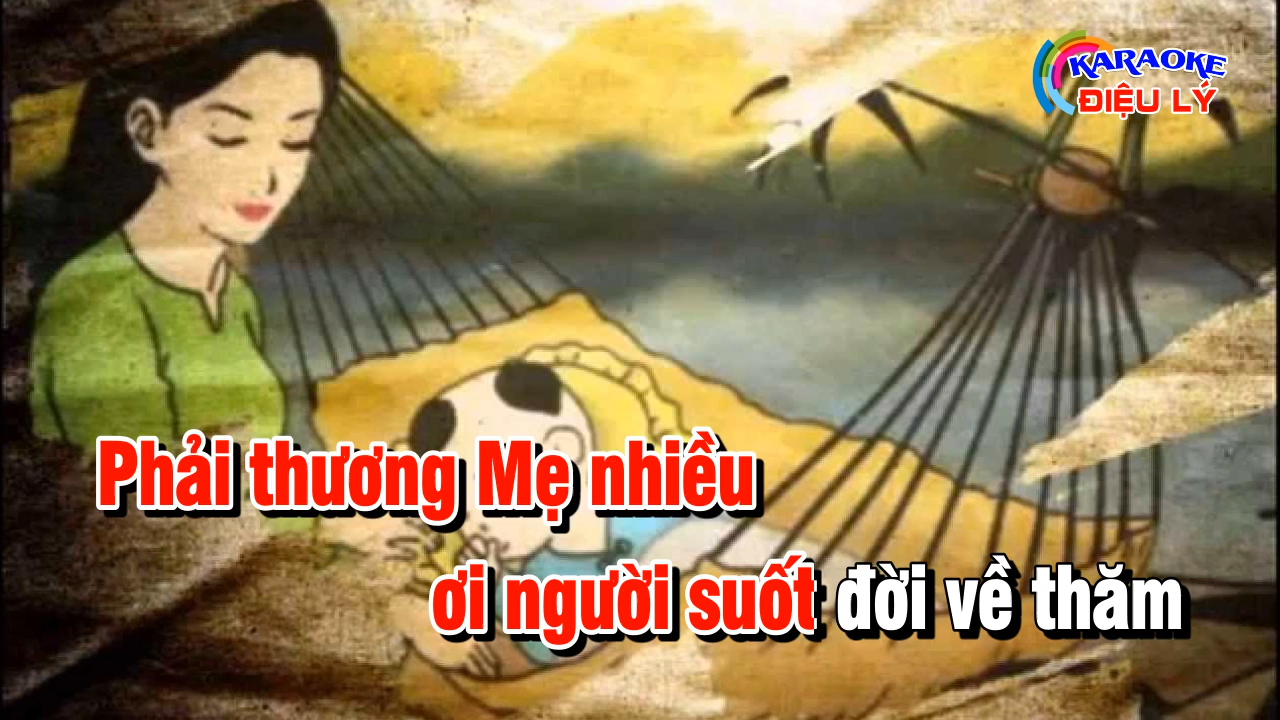 KARAOKE
ĐIỆU LÝ
Phải thương Mẹ nhiều
ơi người suốt đời về thăm